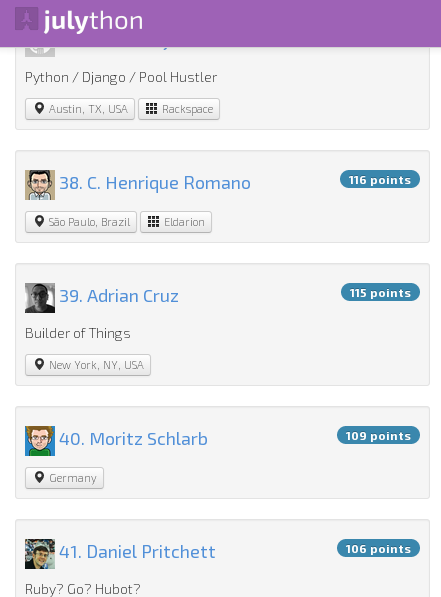 julython
Python / Django / Pool Hustler
Austin, TX, USA Rackspace
38. C. Henrique Romano 116 points
São Paulo, Brazil Eldarion
39. Adrian Cruz 115 points
Builder of Things
New York, NY, USA
40. Moritz Schlarb 109 points
Germany
41. Daniel Pritchett 106 points
Ruby? Go? Hubot?